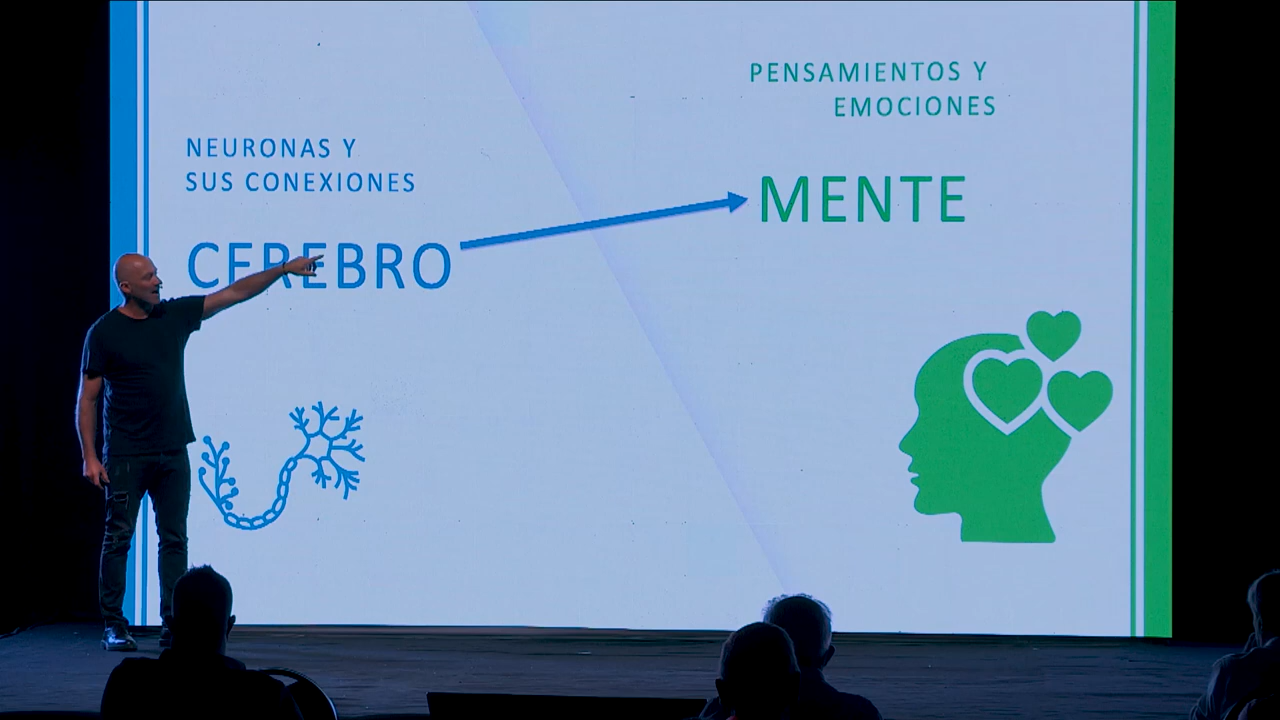 NEURONAS Y
SUS CONEXIONES
CEREBRO
PENSAMIENTOS Y
EMOCIONES
MENTE